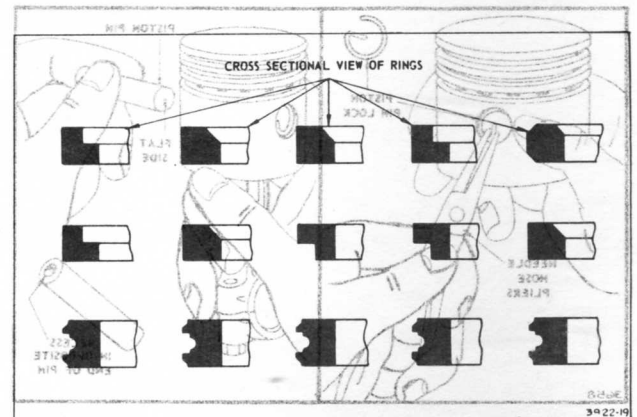 PISTON PIN
CROSS SECTIONAL VIEW OF RINGS
PISTON
PIN LOCK
FLAT
SIDE
NEEDLE
NOSE
PLIERS
IN OPPOSITE
END OF PIN
3922-19